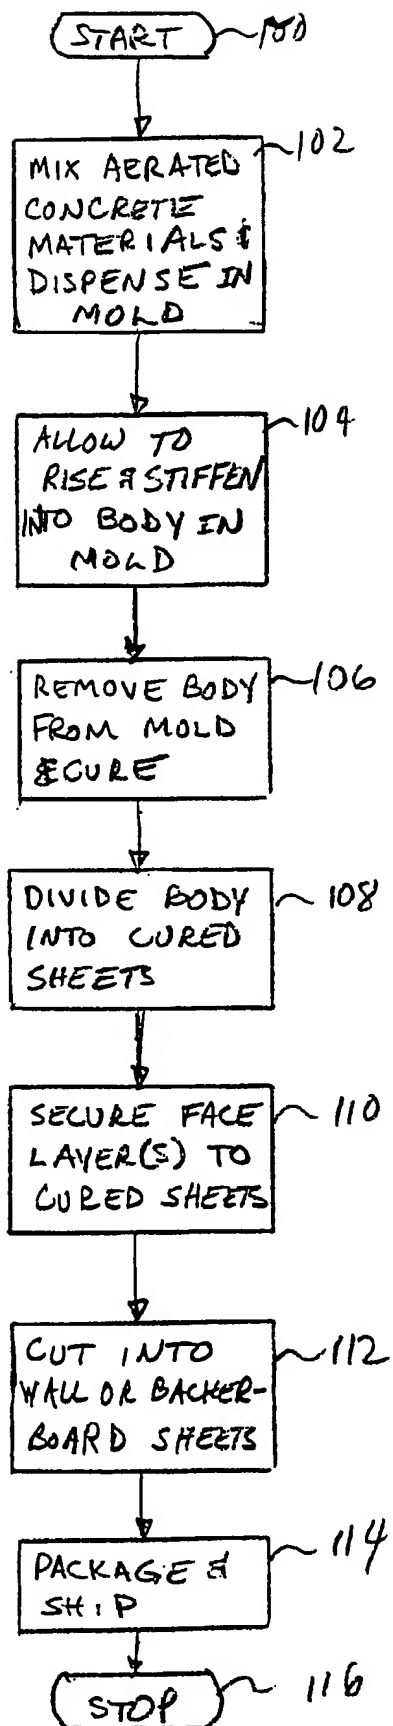 START 100
MIX AERATED 102
CONCRETE
MATERIALS &
DISPENSE IN
MOLD
ALLOW TO 104
RISE & STIFFEN
INTO BODY IN
MOLD
REMOVE BODY 106
FROM MOLD
& CURE
DIVIDE BODY 108
INTO CURED
SHEETS
SECURE FACE 110
LAYER(S) TO
CURED SHEETS
CUT INTO 112
WALL OR BACKER-
BOARD SHEETS
PACKAGE & 114
SHIP
STOP 116